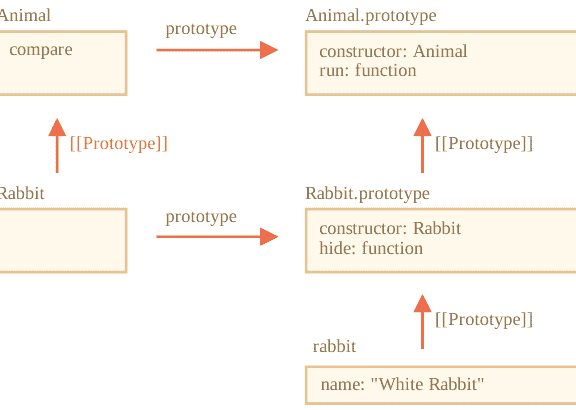 Animal
prototype
Animal.prototype
compare
constructor: Animal
run: function
[[Prototype]]
[[Prototype]]
Rabbit
prototype
Rabbit.prototype
constructor: Rabbit
hide: function
[[Prototype]]
rabbit
name: "White Rabbit"